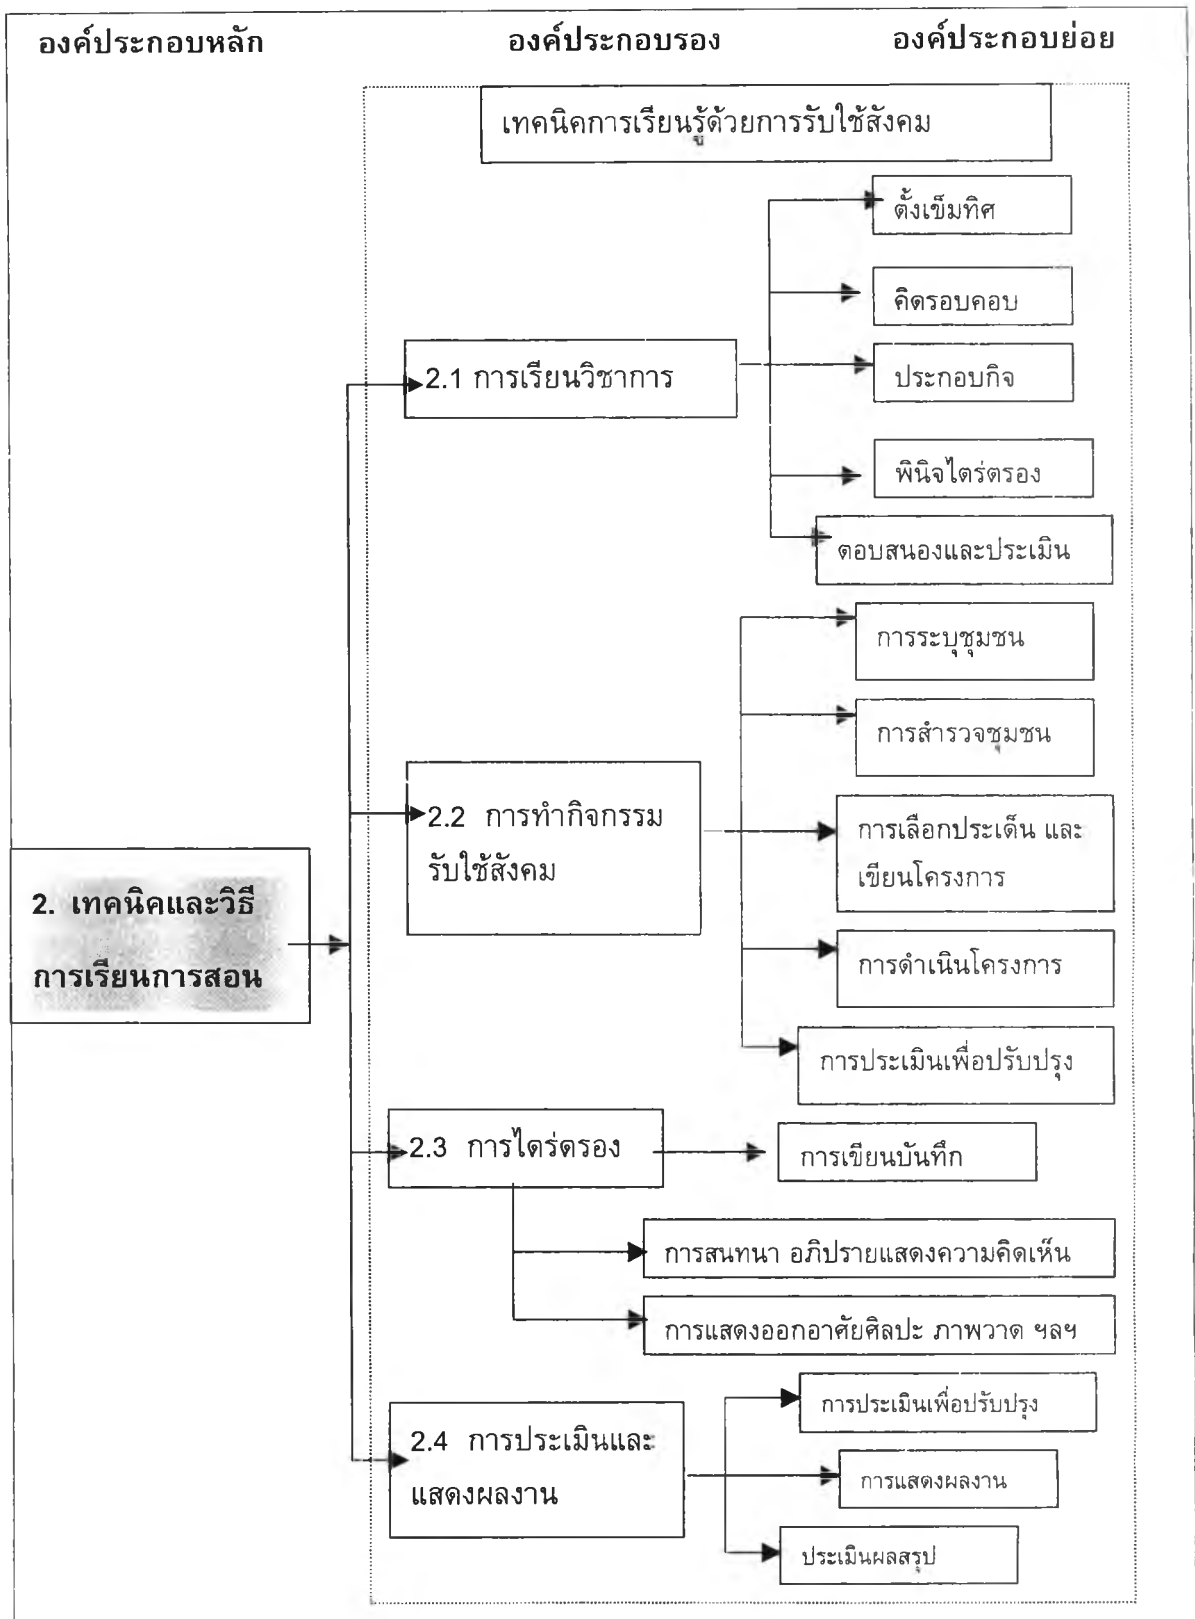 องค์ประกอบหลัก องค์ประกอบรอง องค์ประกอบย่อย
เทคนิคการเรียนรู้ด้วยการรับใช้สังคม
ตั้งเข็มทิศ
คิดรอบคอบ
2.1 การเรียนวิชาการ
ประกอบกิจ
พินิจไตร่ตรอง
ตอบสนองและประเมิน
การระบุชุมชน
การสำรวจชุมชน
2.2 การทำกิจกรรม
รับใช้สังคม
การเลือกประเด็น และ
เขียนโครงการ
2. เทคนิคและวิธี
การเรียนการสอน
การดำเนินโครงการ
การประเมินเพื่อปรับปรุง
2.3 การไตร่ตรอง
การเขียนบันทึก
การสนทนา อภิปรายแสดงความคิดเห็น
การแสดงออกอาศัยศิลปะ ภาพวาด ฯลฯ
การประเมินเพื่อปรับปรุง
2.4 การประเมินและ
แสดงผลงาน
การแสดงผลงาน
ประเมินผลสรุป